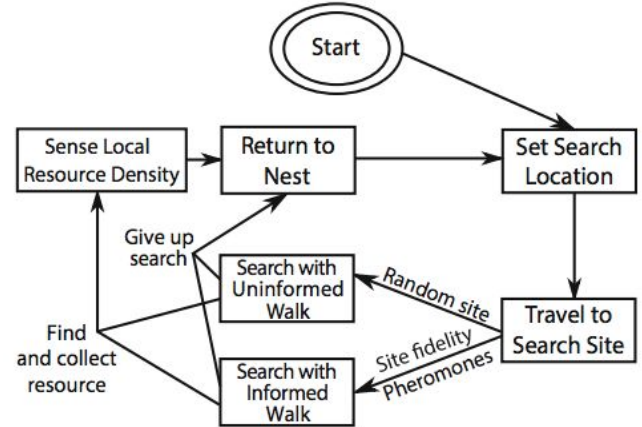 Start
Sense Local
Resource Density
Return to
Nest
Set Search
Location
Give up
search
Search with
Uninformed
Walk
Random site
Travel to
Search Site
Find
and collect
resource
Search with
Informed
Walk
Site fidelity
Pheromones